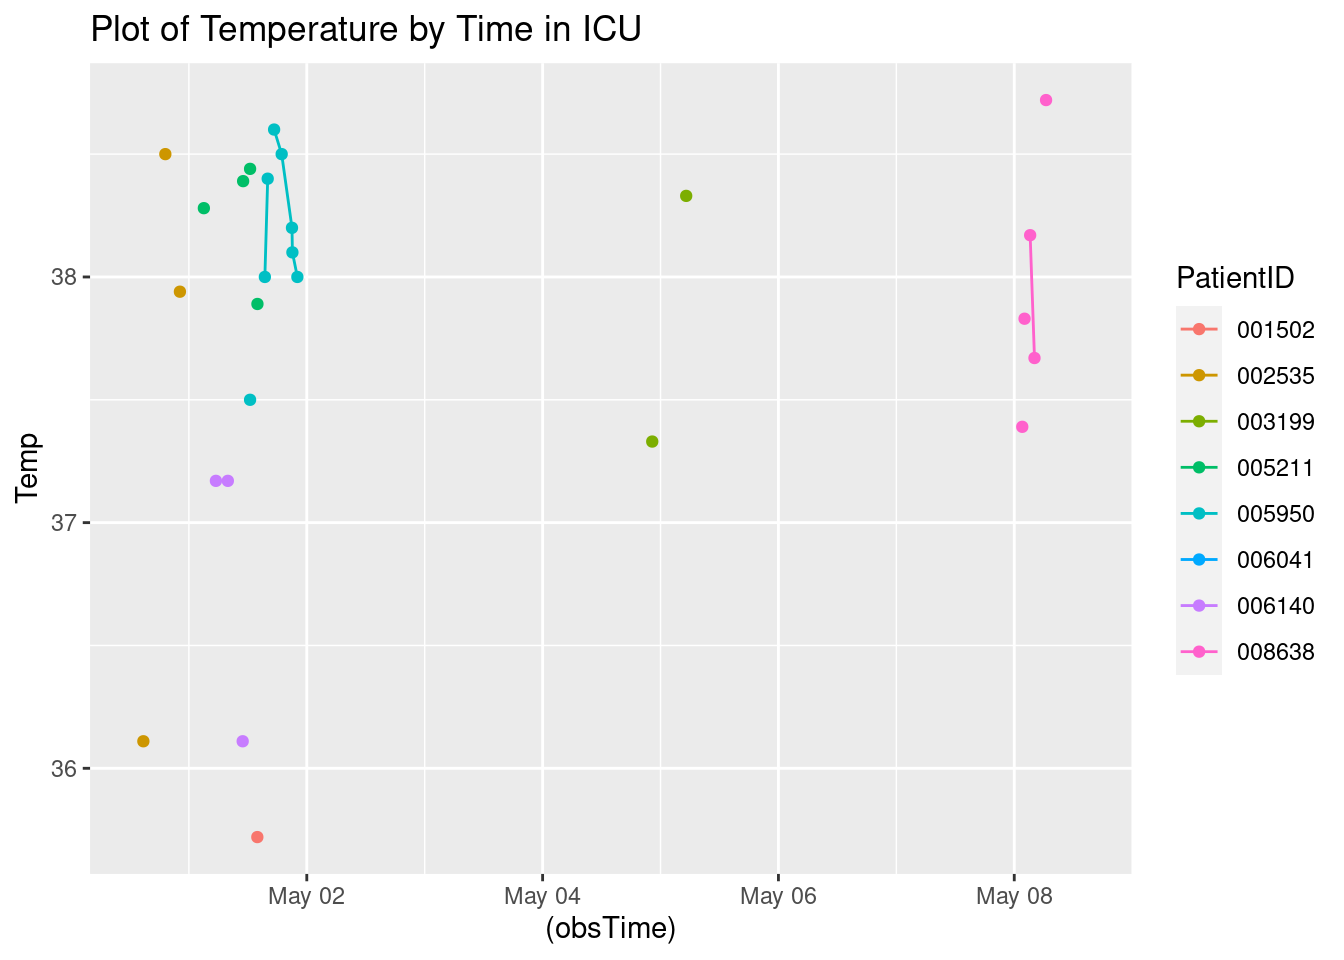 Plot of Temperature by Time in ICU
Temp
38
37
36
May 02
May 04
May 06
May 08
(obsTime)
PatientID
001502
002535
003199
005211
005950
006041
006140
008638